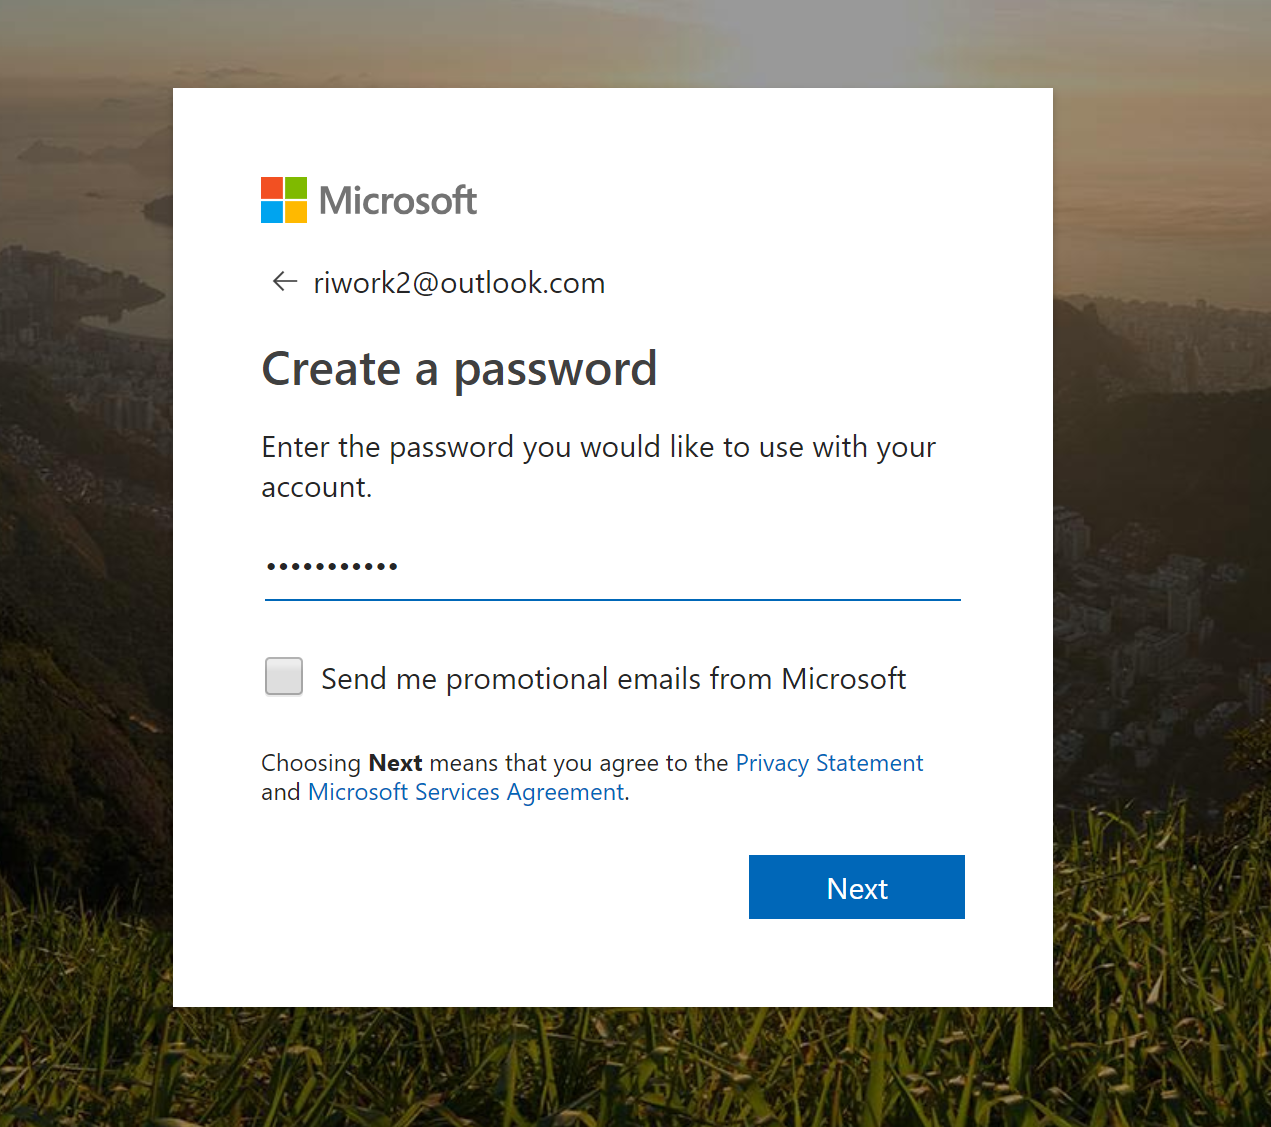 Microsoft
riwork2@outlook.com
Create a password
Enter the password you would like to use with your
account.
•••••••••••
Send me promotional emails from Microsoft
Choosing Next means that you agree to the Privacy Statement
and Microsoft Services Agreement.
Next